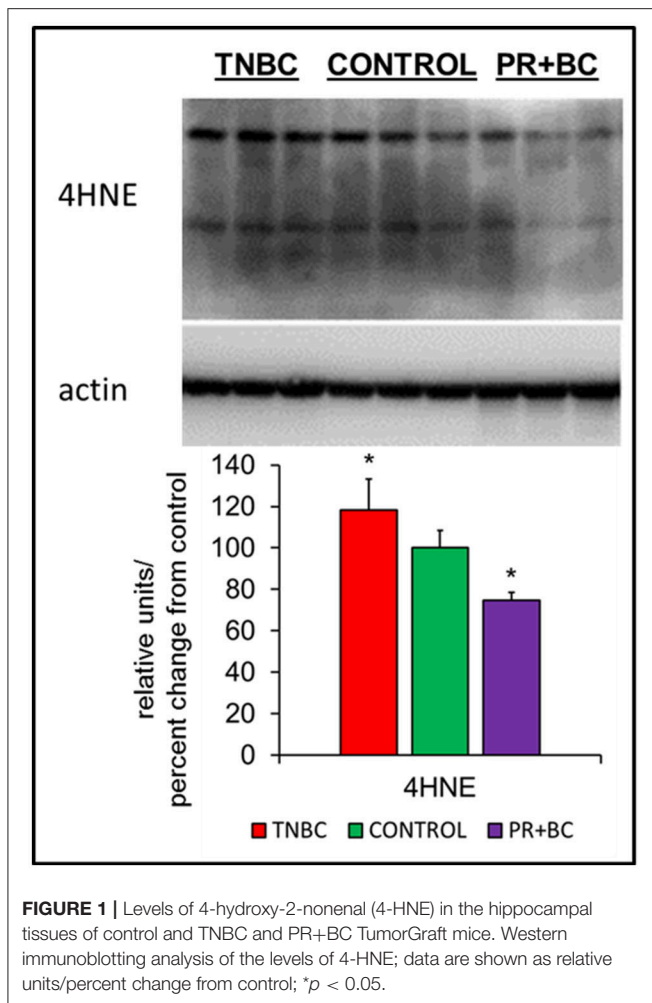 TNBC CONTROL PR+BC
4HNE
actin
relative units/
percent change from control
140
120
100
80
60
40
20
0
*
*
4HNE
TNBC CONTROL PR+BC
FIGURE 1 | Levels of 4-hydroxy-2-nonenal (4-HNE) in the hippocampal
tissues of control and TNBC and PR+BC TumorGraft mice. Western
immunoblotting analysis of the levels of 4-HNE; data are shown as relative
units/percent change from control; *p < 0.05.